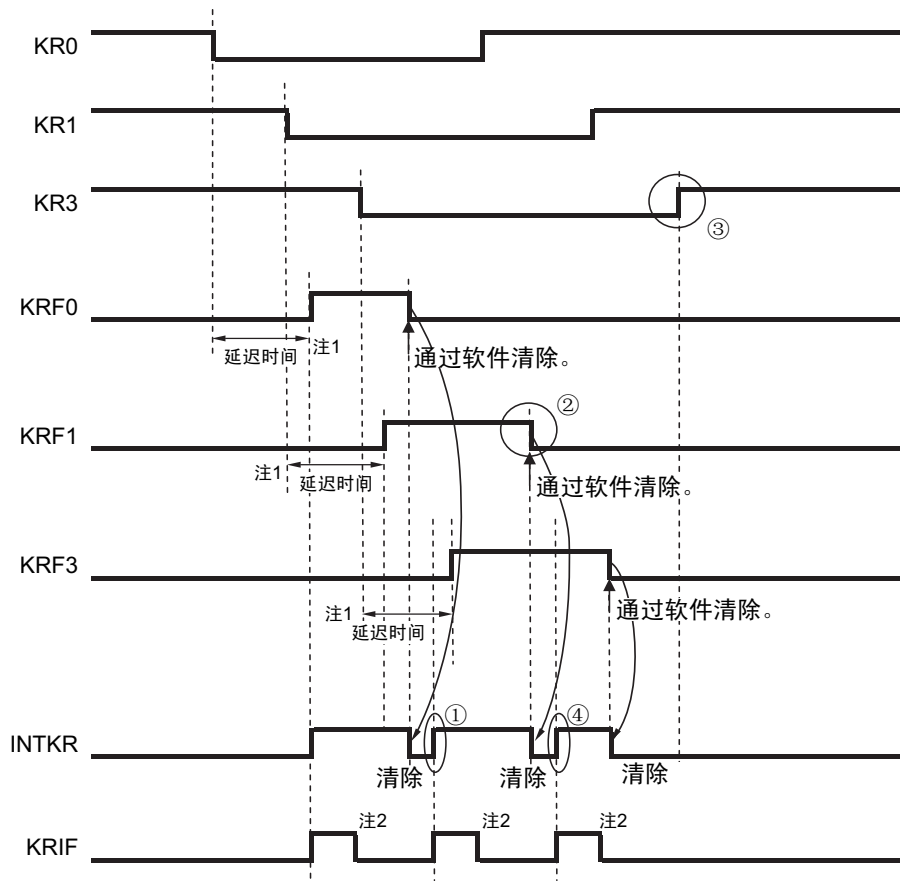 KR0
KR1
KR3
③
KRF0
延迟时间
注1
通过软件清除。
②
KRF1
注1
延迟时间
通过软件清除。
KRF3
注1
延迟时间
通过软件清除。
①
④
INTKR
清除
清除
清除
注2
注2
注2
KRIF